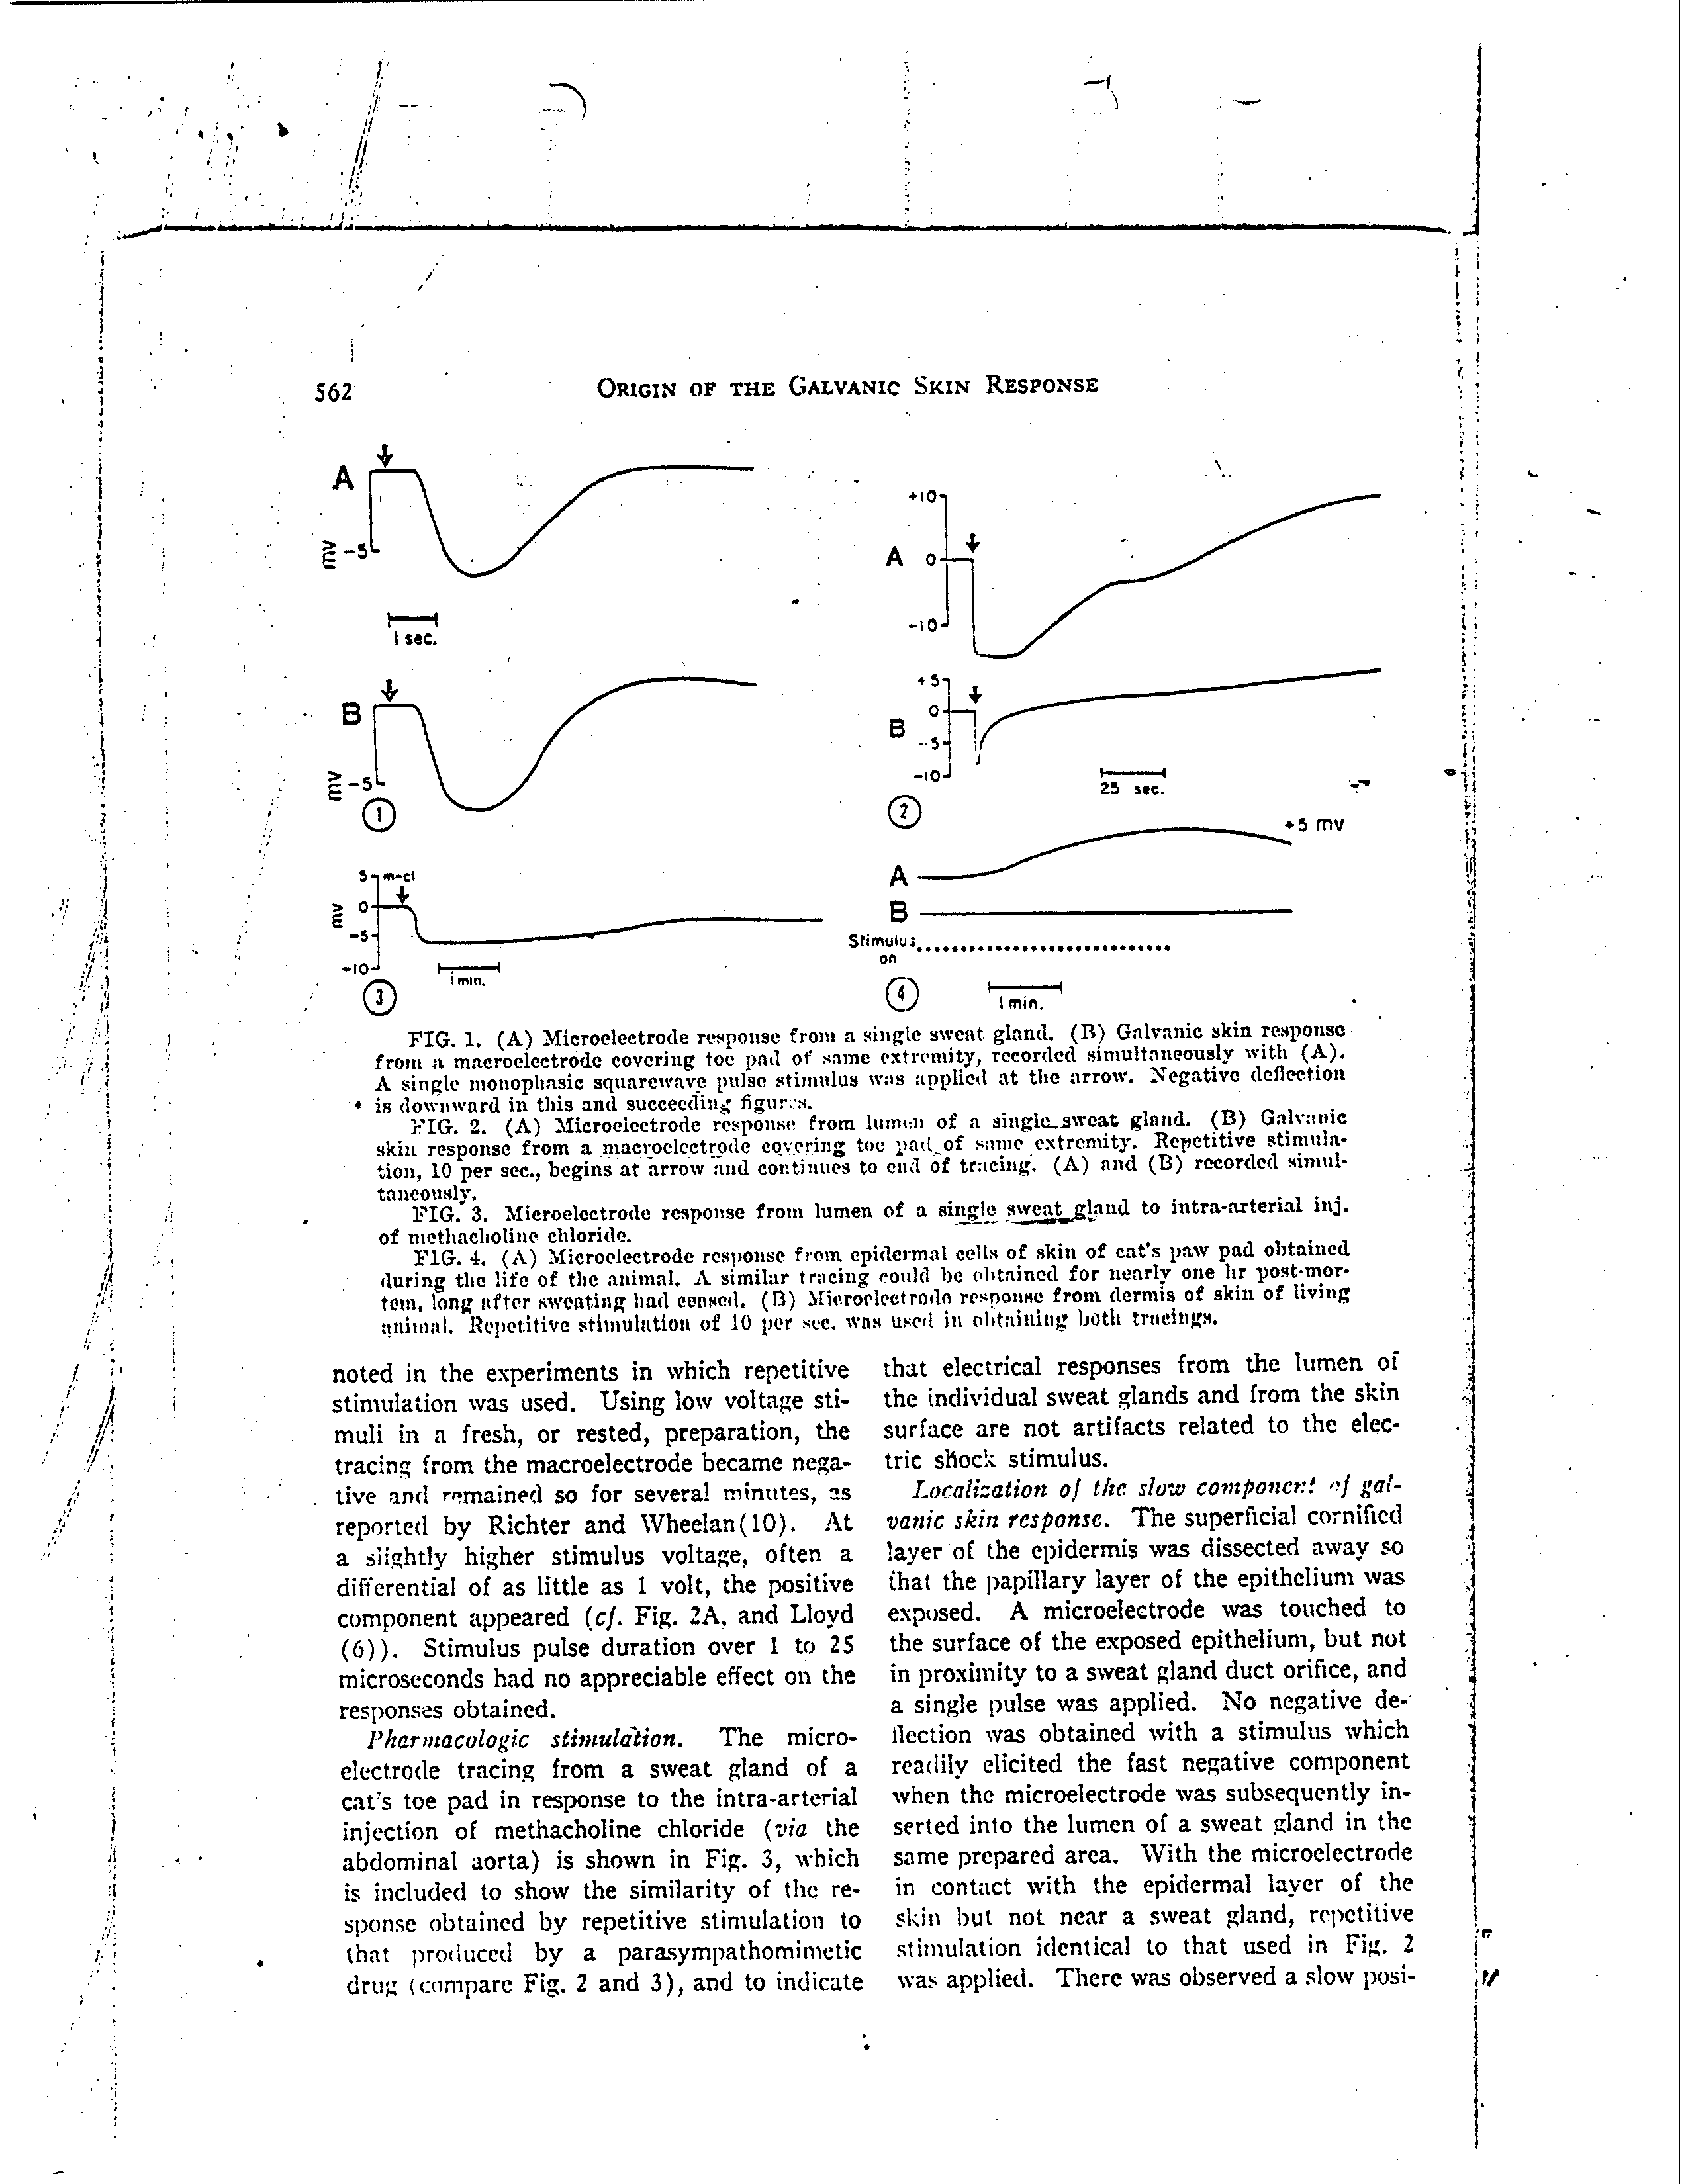 562
ORIGIN OF THE GALVANIC SKIN RESPONSE
A
mv
-5
1 sec.
B
mv
-5
1
+10
A
0
-10
+5
0
B
-5
-10
25 sec.
2
5
m-cl
mv
0
-5
-10
1 min.
3
+5 mv
A
B
Stimulus
on
4
1 min.
FIG. 1. (A) Microelectrode response from a single sweat gland. (B) Galvanic skin response
from a macroelectrode covering toe pad of same extremity, recorded simultaneously with (A).
A single monophasic squarewave pulse stimulus was applied at the arrow. Negative deflection
is downward in this and succeeding figures.
FIG. 2. (A) Microelectrode response from lumen of a single sweat gland. (B) Galvanic
skin response from a macroelectrode covering toe pad of same extremity. Repetitive stimula-
tion, 10 per sec., begins at arrow and continues to end of tracing. (A) and (B) recorded simul-
taneously.
FIG. 3. Microelectrode response from lumen of a single sweat gland to intra-arterial inj.
of methacholine chloride.
FIG. 4. (A) Microelectrode response from epidermal cells of skin of cat's paw pad obtained
during the life of the animal. A similar tracing could be obtained for nearly one hr post-mor-
tem, long after sweating had ceased. (B) Microelectrode response from dermis of skin of living
animal. Repetitive stimulation of 10 per sec. was used in obtaining both tracings.
noted in the experiments in which repetitive
stimulation was used. Using low voltage sti-
muli in a fresh, or rested, preparation, the
tracing from the macroelectrode became nega-
tive and remained so for several minutes, as
reported by Richter and Wheelan(10). At
a slightly higher stimulus voltage, often a
differential of as little as 1 volt, the positive
component appeared (cf. Fig. 2A, and Lloyd
(6)). Stimulus pulse duration over 1 to 25
microseconds had no appreciable effect on the
responses obtained.
Pharmacologic stimulation. The micro-
electrode tracing from a sweat gland of a
cat's toe pad in response to the intra-arterial
injection of methacholine chloride (via the
abdominal aorta) is shown in Fig. 3, which
is included to show the similarity of the re-
sponse obtained by repetitive stimulation to
that produced by a parasympathomimetic
drug (compare Fig. 2 and 3), and to indicate
that electrical responses from the lumen of
the individual sweat glands and from the skin
surface are not artifacts related to the elec-
tric shock stimulus.
Localization of the slow component of gal-
vanic skin response. The superficial cornified
layer of the epidermis was dissected away so
that the papillary layer of the epithelium was
exposed. A microelectrode was touched to
the surface of the exposed epithelium, but not
in proximity to a sweat gland duct orifice, and
a single pulse was applied. No negative de-
flection was obtained with a stimulus which
readily elicited the fast negative component
when the microelectrode was subsequently in-
serted into the lumen of a sweat gland in the
same prepared area. With the microelectrode
in contact with the epidermal layer of the
skin but not near a sweat gland, repetitive
stimulation identical to that used in Fig. 2
was applied. There was observed a slow posi-